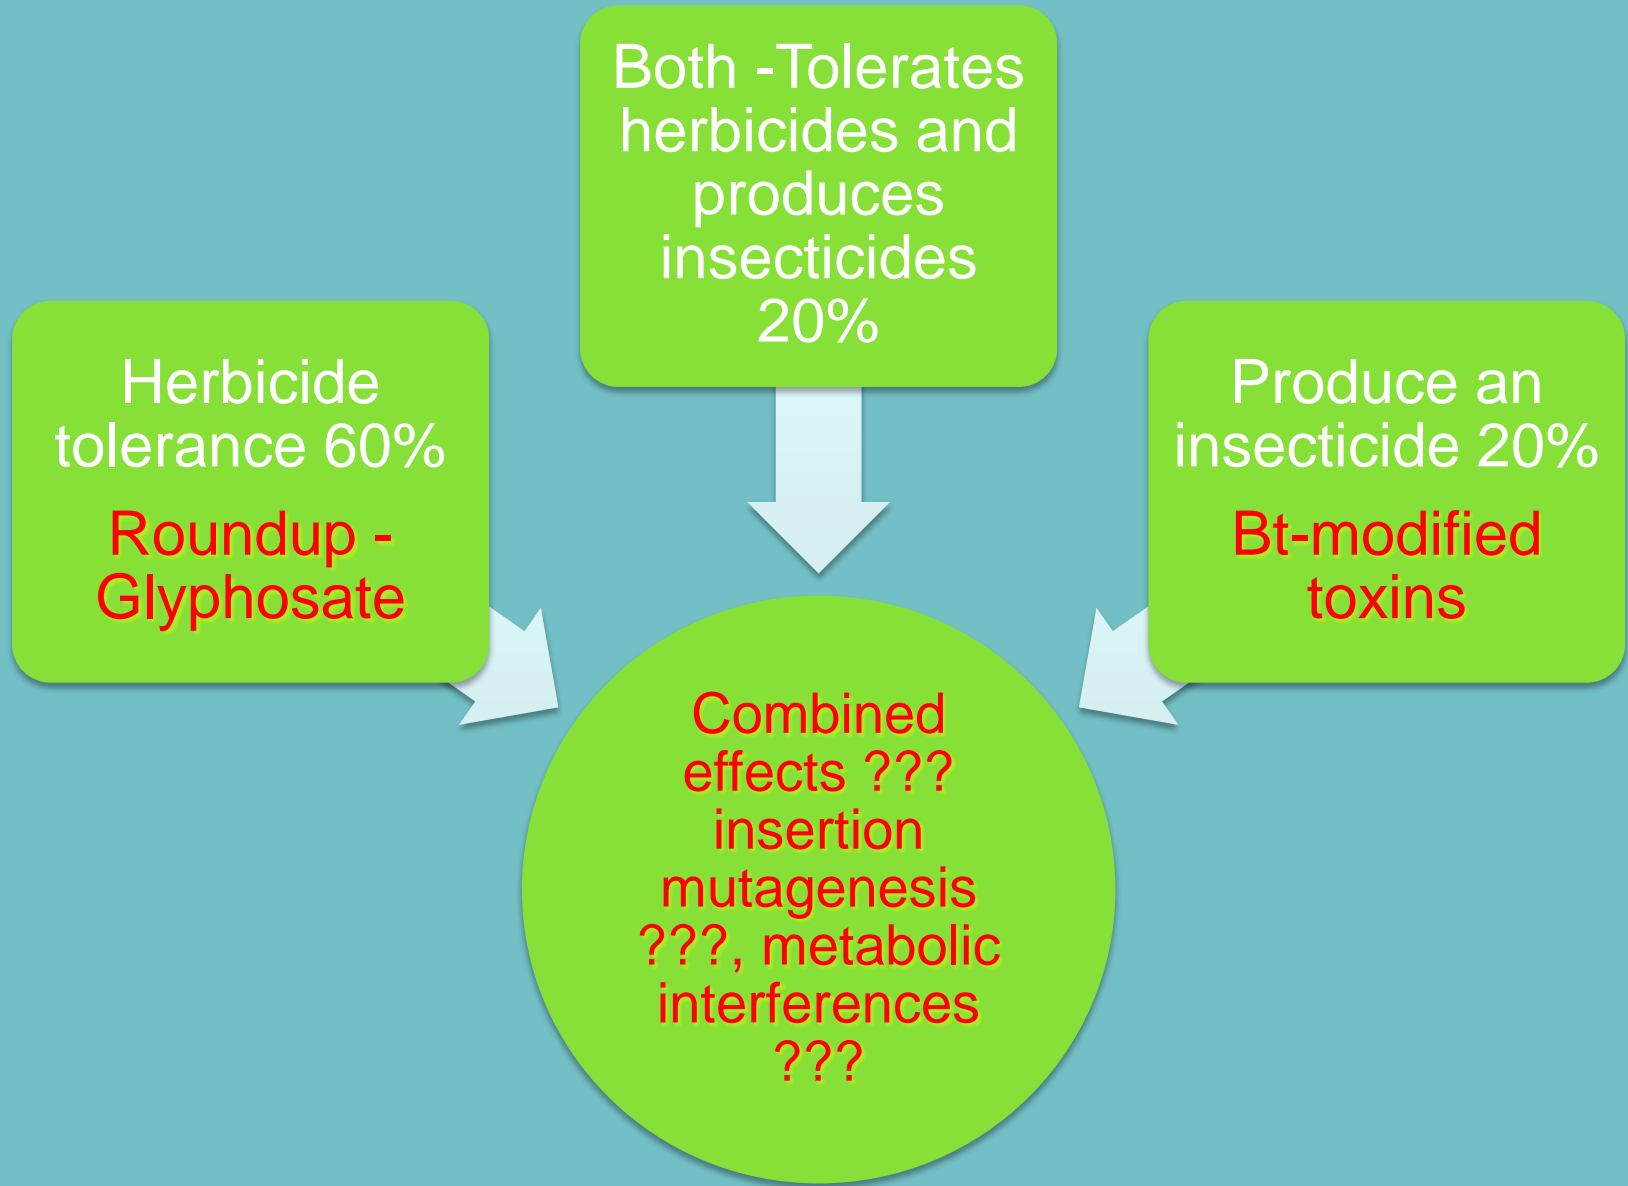 Both -Tolerates
herbicides and
produces
insecticides
20%
Herbicide
tolerance 60%
Roundup -
Glyphosate
Produce an
insecticide 20%
Bt-modified
toxins
Combined
effects ???
insertion
mutagenesis
???, metabolic
interferences
???